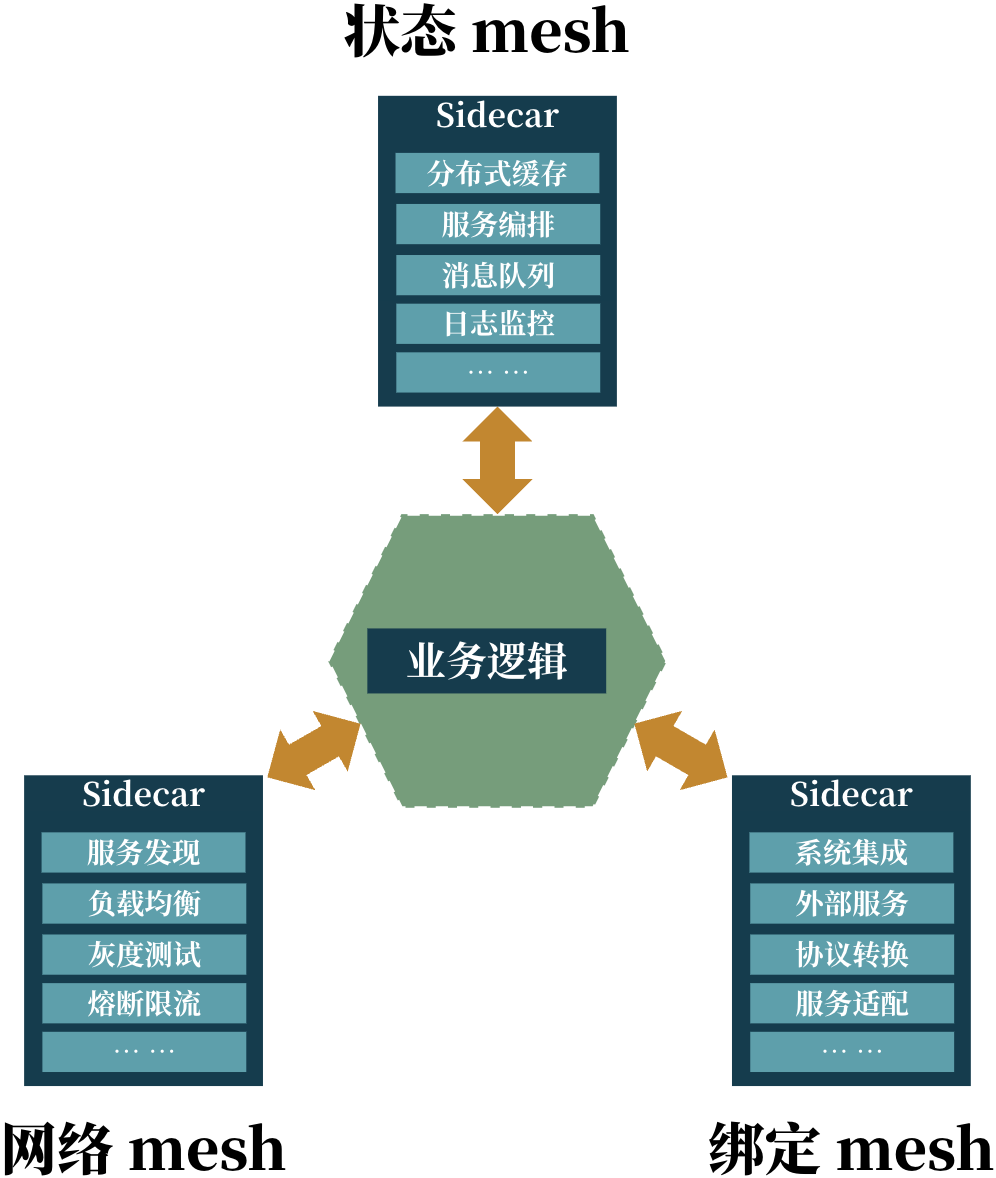 状态 mesh
Sidecar
分布式缓存
服务编排
消息队列
日志监控
… …
业务逻辑
Sidecar
服务发现
负载均衡
灰度测试
熔断限流
… …
网络 mesh
Sidecar
系统集成
外部服务
协议转换
服务适配
… …
绑定 mesh